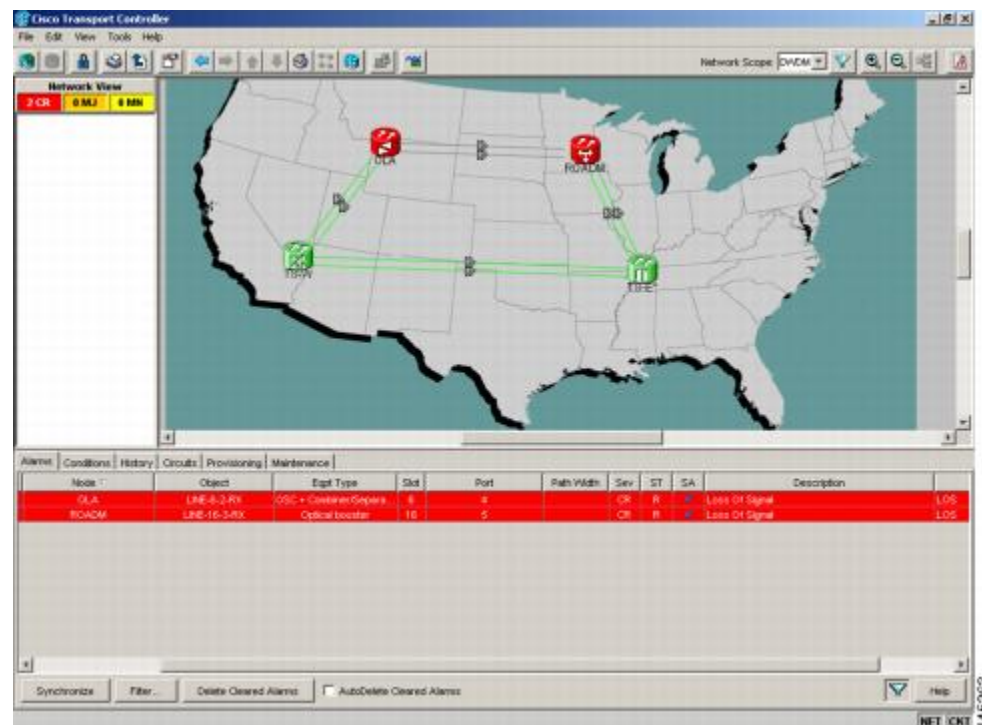 Cisco Transport Controller
File Edit View Tools Help
Network Scope DWDM
Network View
2 CR 0 MJ 0 MN
OLA
ROADM
Alarms Conditions History Circuits Provisioning Maintenance
Node Object Eqpt Type Slot Port Path Width Sev ST SA Description
OLA LINE-8-2-RX OSC + Combiner/Separa... 8 4 CR R Loss Of Signal LOS
ROADM LINE-16-3-RX Optical booster 16 5 CR R Loss Of Signal LOS
Synchronize Filter... Delete Cleared Alarms AutoDelete Cleared Alarms Help
NET CKT